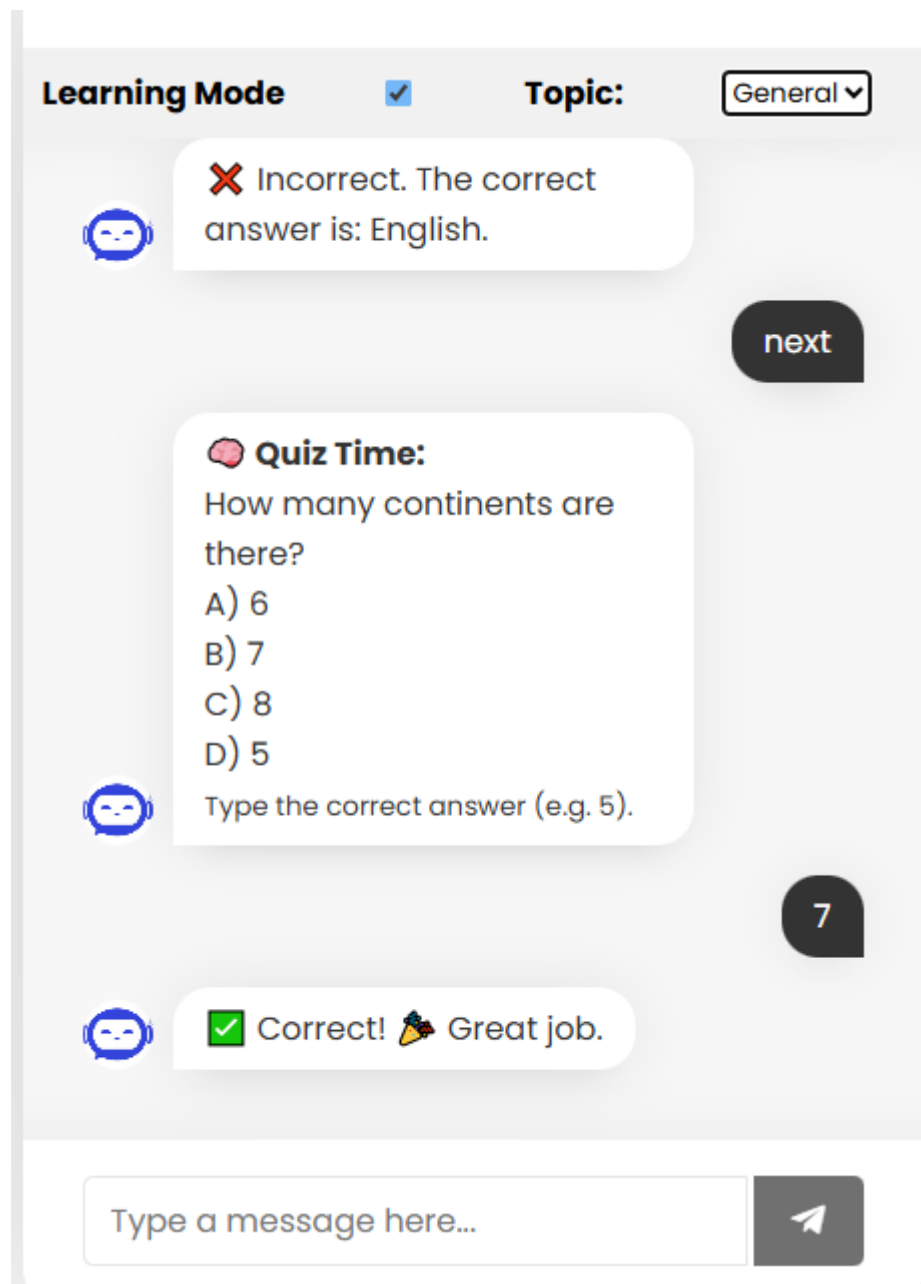 Learning Mode Topic: General
❌ Incorrect. The correct
answer is: English.
next
🧠 Quiz Time:
How many continents are
there?
A) 6
B) 7
C) 8
D) 5
Type the correct answer (e.g. 5).
7
✅ Correct! 🎉 Great job.
Type a message here...